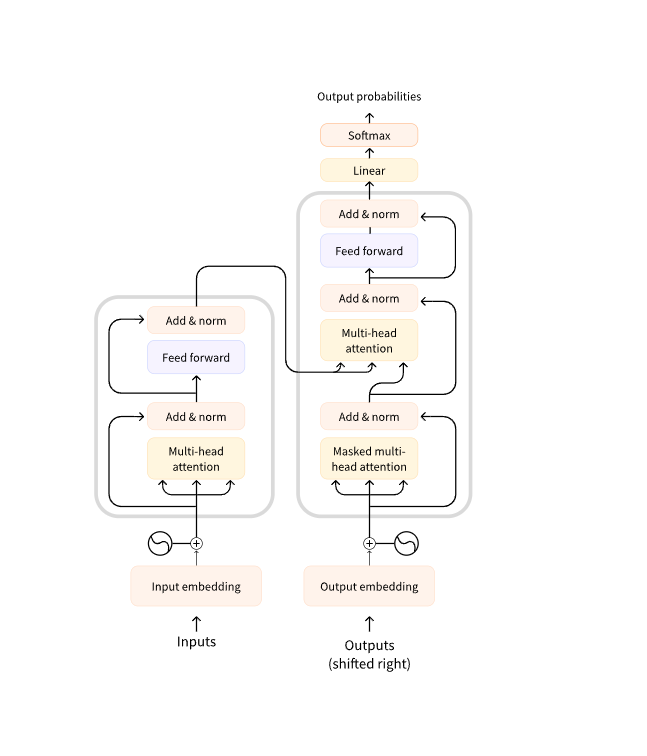 Output probabilities
Softmax
Linear
Add & norm
Feed forward
Add & norm
Multi-head
attention
Add & norm
Masked multi-
head attention
Output embedding
Outputs
(shifted right)
Add & norm
Feed forward
Add & norm
Multi-head
attention
Input embedding
Inputs